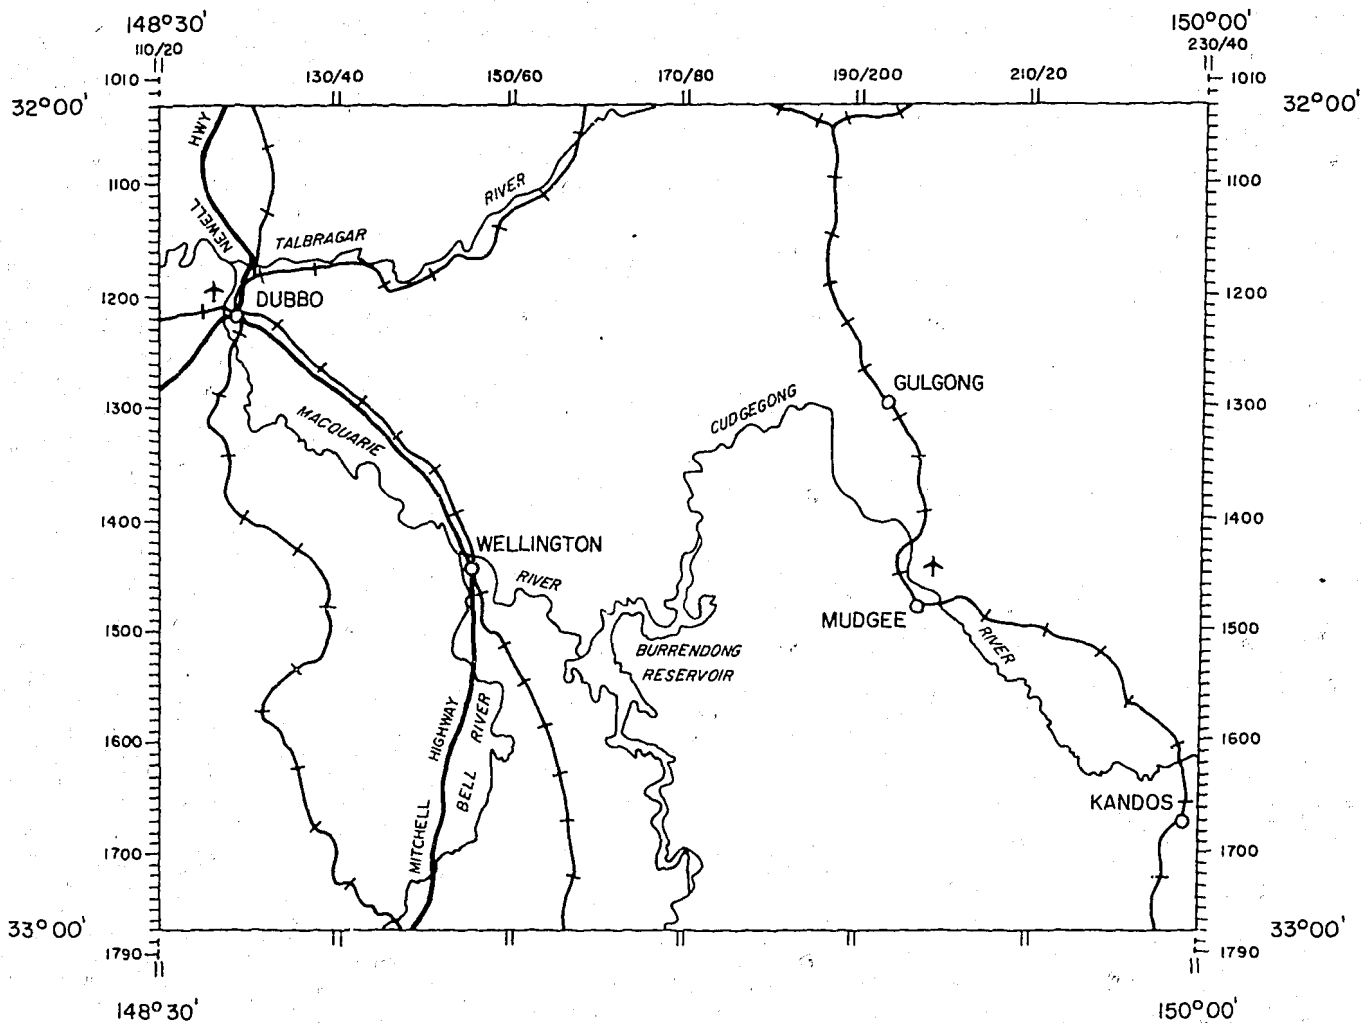 148°30' 150°00'
110/20 230/40
1010 130/40 150/60 170/80 190/200 210/20 1010
32°00' 32°00'
HWY
1100 RIVER 1100
NEWELL
TALBRAGAR
1200 DUBBO 1200
GULGONG
1300 MACQUARIE CUDGEGONG 1300
1400 1400
WELLINGTON
RIVER
MUDGEE
1500 RIVER 1500
BURRENDONG
RESERVOIR
HIGHWAY RIVER
1600 1600
BELL
KANDOS
MITCHELL
1700 1700
33°00' 33°00'
1790 1790
148°30' 150°00'